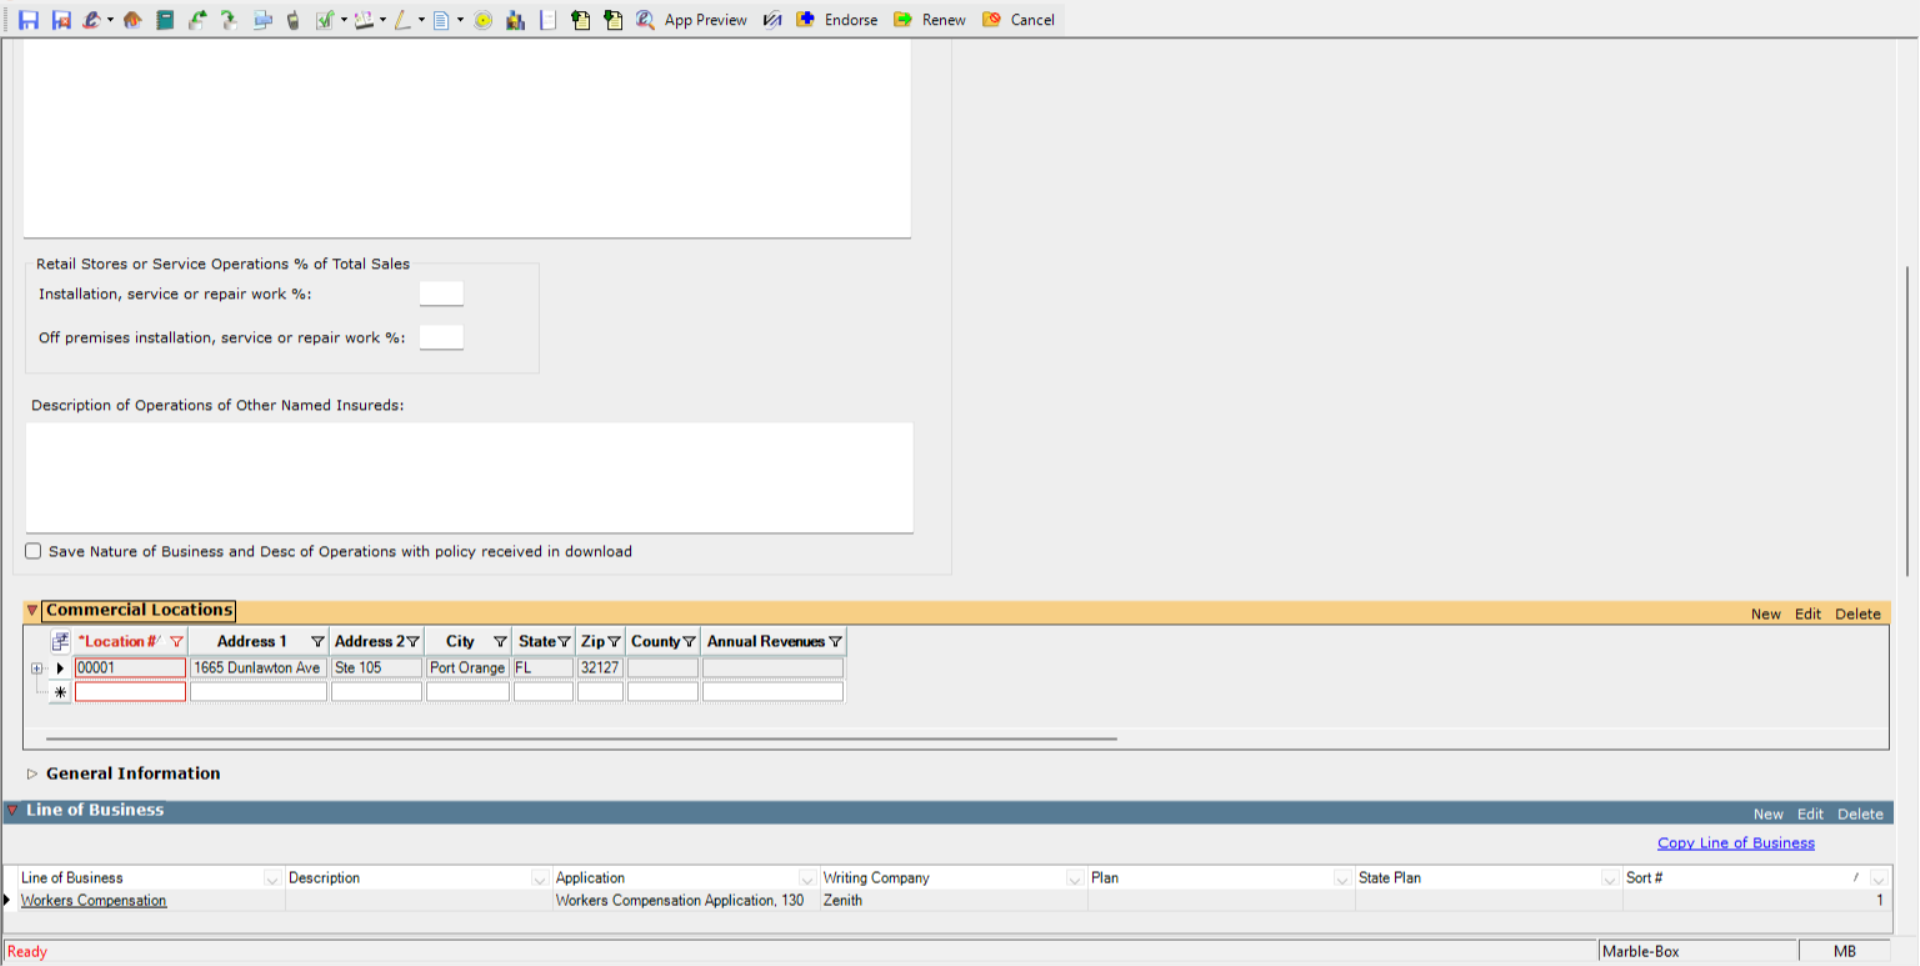 App Preview Endorse Renew Cancel
Retail Stores or Service Operations % of Total Sales
Installation, service or repair work %:
Off premises installation, service or repair work %:
Description of Operations of Other Named Insureds:
Save Nature of Business and Desc of Operations with policy received in download
Commercial Locations New Edit Delete
*Location # Address 1 Address 2 City State Zip County Annual Revenues
00001 1665 Dunlawton Ave Ste 105 Port Orange FL 32127
General Information
Line of Business New Edit Delete
Copy Line of Business
Line of Business Description Application Writing Company Plan State Plan Sort #
Workers Compensation Workers Compensation Application, 130 Zenith 1
Ready Marble-Box MB